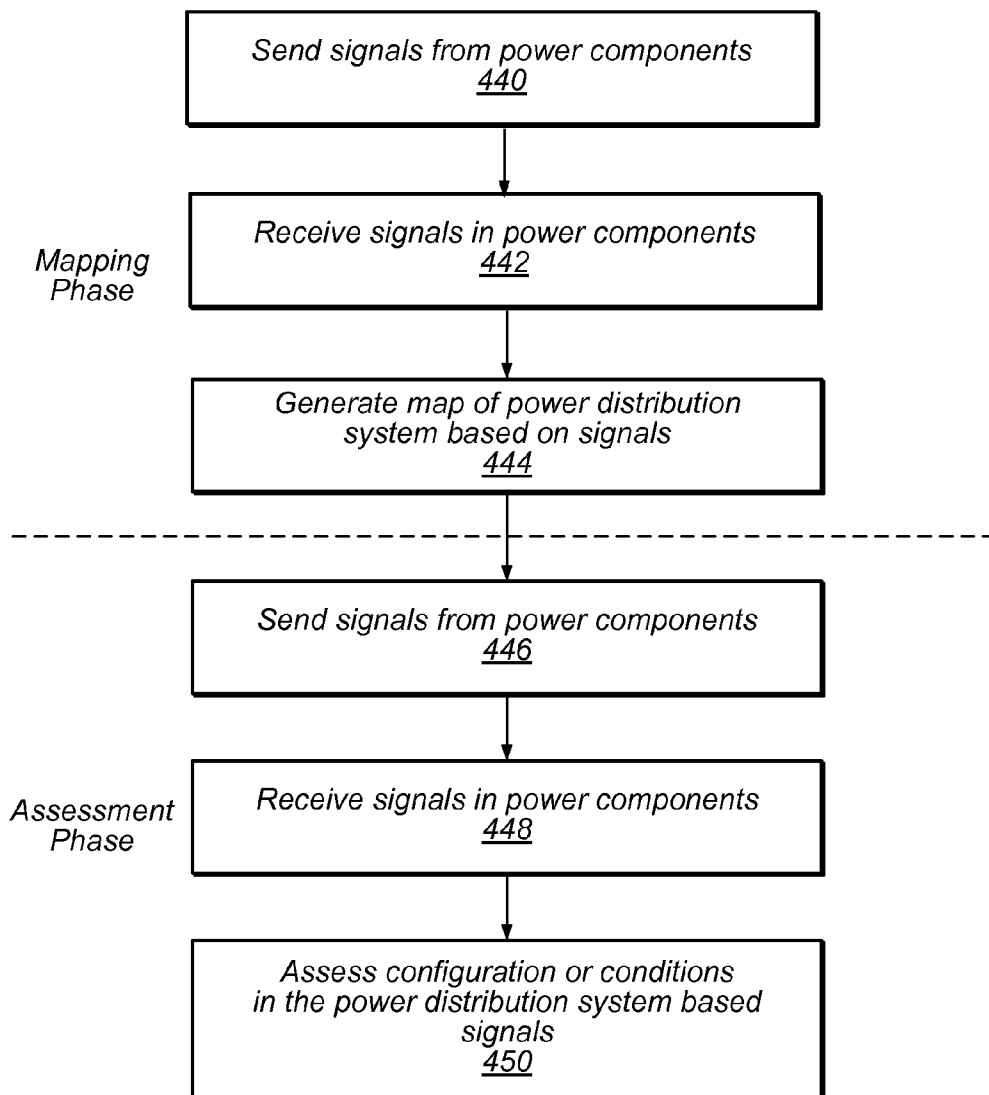 Send signals from power components
440
Receive signals in power components
442
Mapping
Phase
Generate map of power distribution
system based on signals
444
Send signals from power components
446
Receive signals in power components
448
Assessment
Phase
Assess configuration or conditions
in the power distribution system based
signals
450